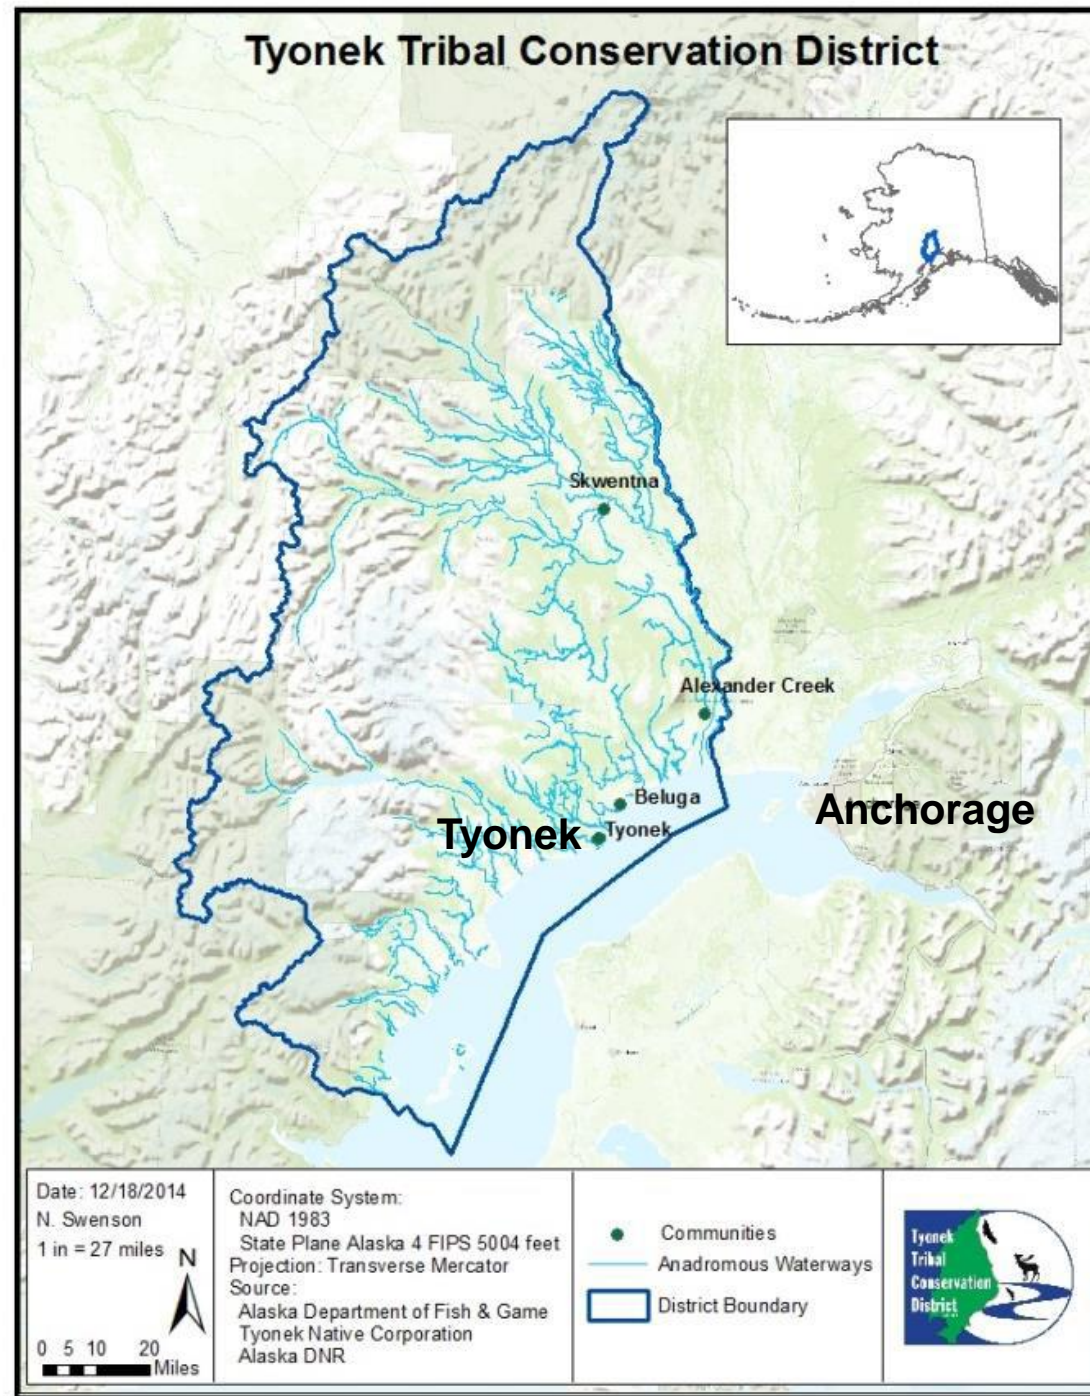 Tyonek Tribal Conservation District
Skwentna
Alexander Creek
Beluga
Tyonek
Tyonek
Anchorage
Date: 12/18/2014
N. Swenson
1 in = 27 miles
N
0 5 10 20
Miles
Coordinate System:
NAD 1983
State Plane Alaska 4 FIPS 5004 feet
Projection: Transverse Mercator
Source:
Alaska Department of Fish & Game
Tyonek Native Corporation
Alaska DNR
Communities
Anadromous Waterways
District Boundary
Tyonek
Tribal
Conservation
District